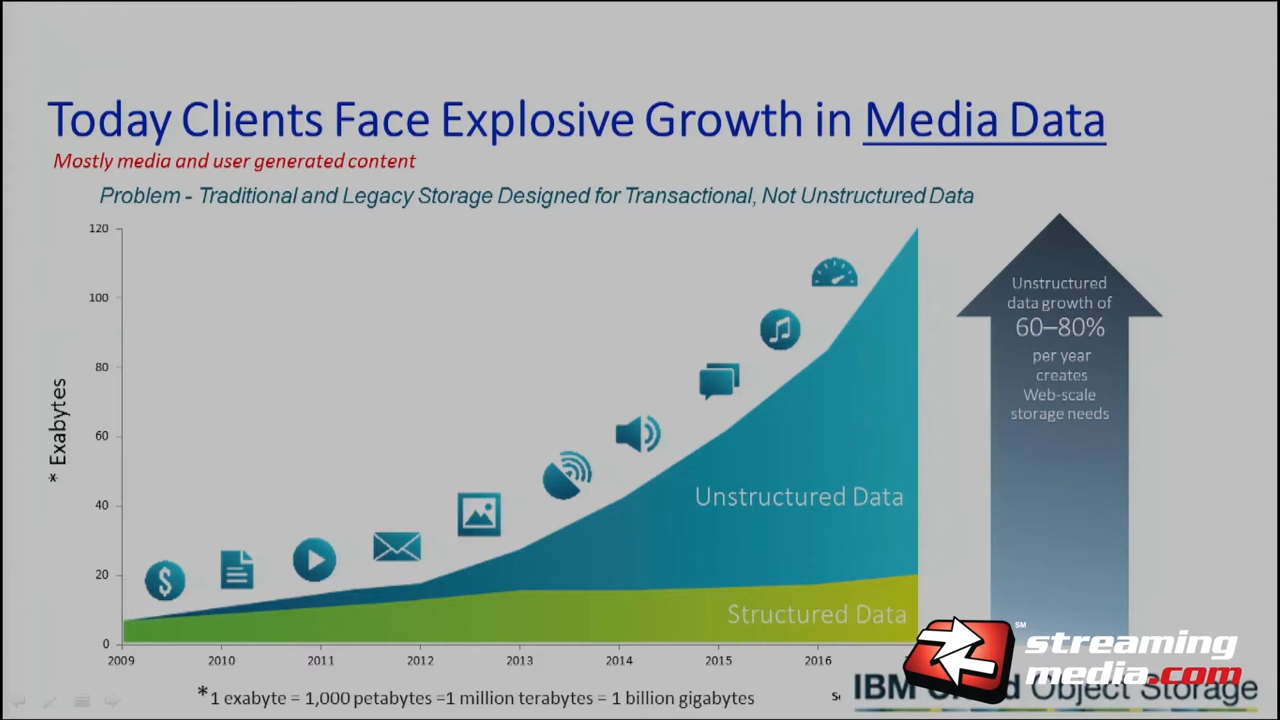 Today Clients Face Explosive Growth in Media Data
Mostly media and user generated content
Problem - Traditional and Legacy Storage Designed for Transactional, Not Unstructured Data
120
100
80
60
40
20
0
* Exabytes
$
Unstructured Data
Structured Data
2009 2010 2011 2012 2013 2014 2015 2016
*1 exabyte = 1,000 petabytes =1 million terabytes = 1 billion gigabytes
Unstructured
data growth of
60–80%
per year
creates
Web-scale
storage needs
SM
streaming
media.com
IBM Object Storage